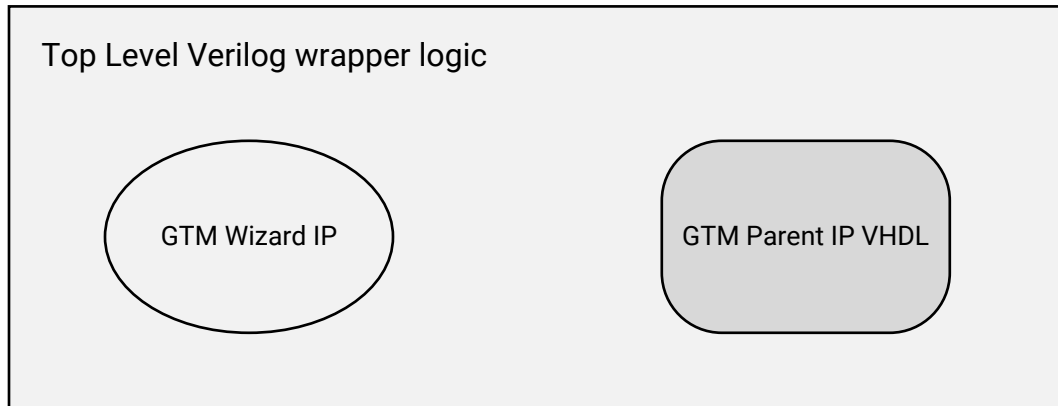 Top Level Verilog wrapper logic
GTM Wizard IP
GTM Parent IP VHDL